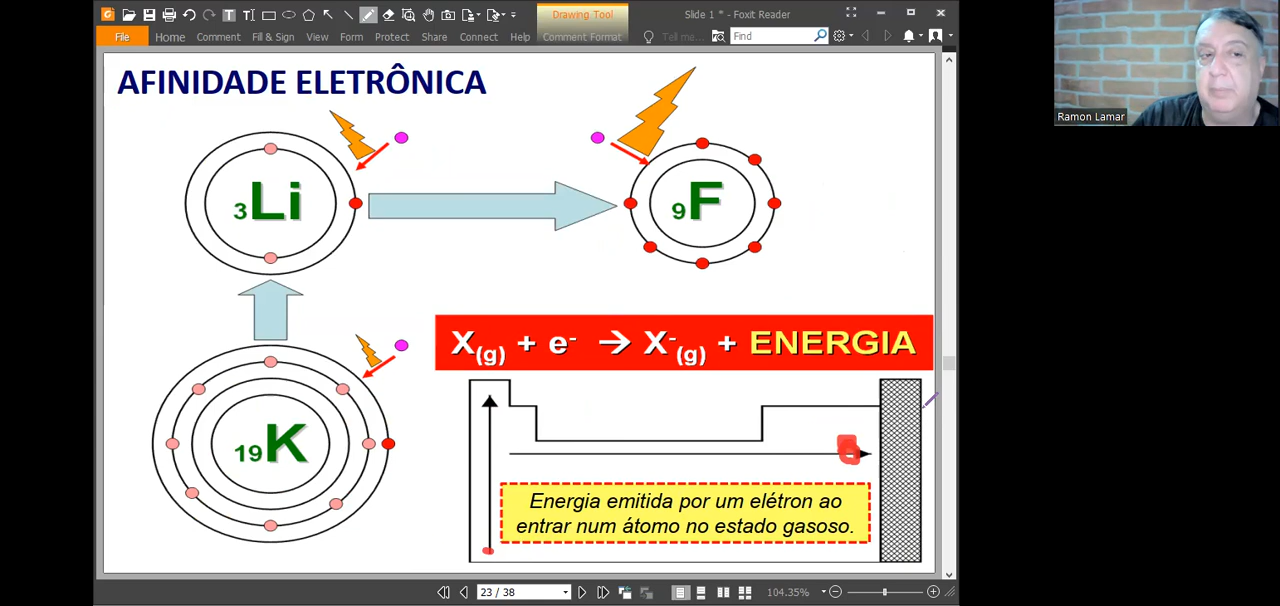 Drawing Tool
Slide 1 * - Foxit Reader
File Home Comment Fill & Sign View Form Protect Share Connect Help Comment Format Tell me... Find
AFINIDADE ELETRÔNICA
3Li
9F
X(g) + e- → X-(g) + ENERGIA
19K
Energia emitida por um elétron ao
entrar num átomo no estado gasoso.
23 / 38
104.35%
Ramon Lamar